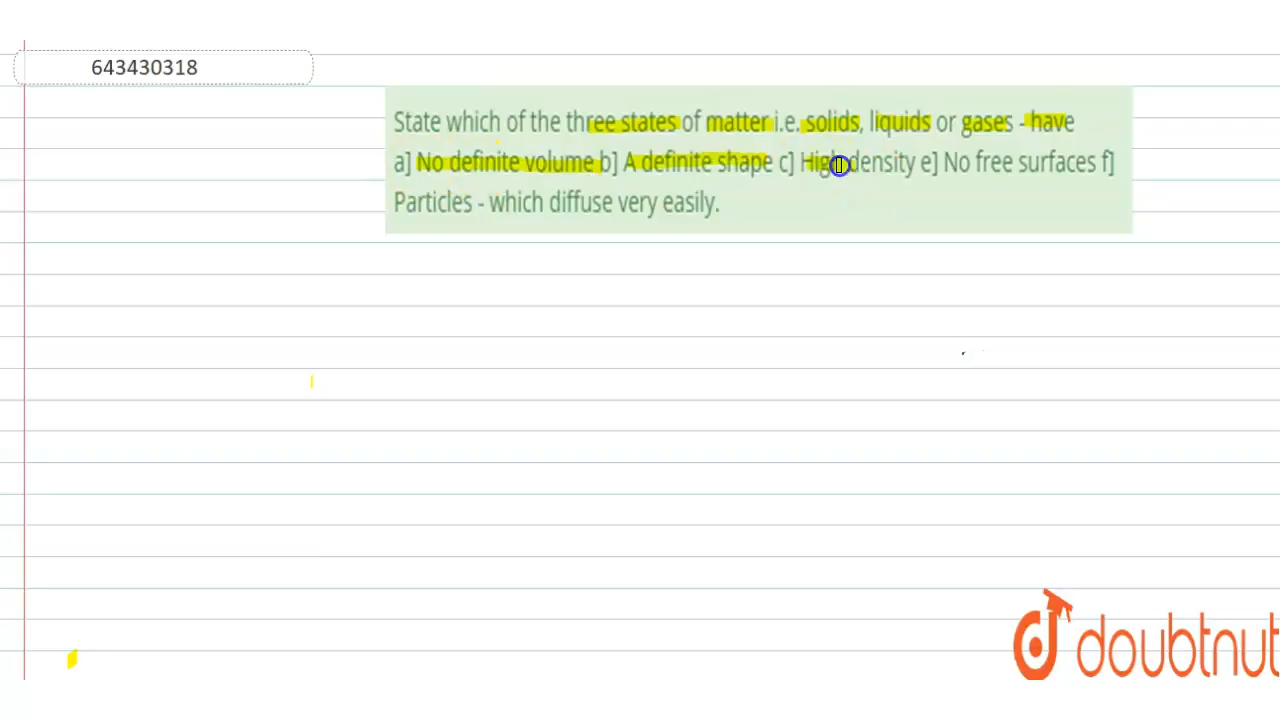 643430318
State which of the three states of matter i.e. solids, liquids or gases - have
a] No definite volume b] A definite shape c] High density e] No free surfaces f]
Particles - which diffuse very easily.
doubtnut